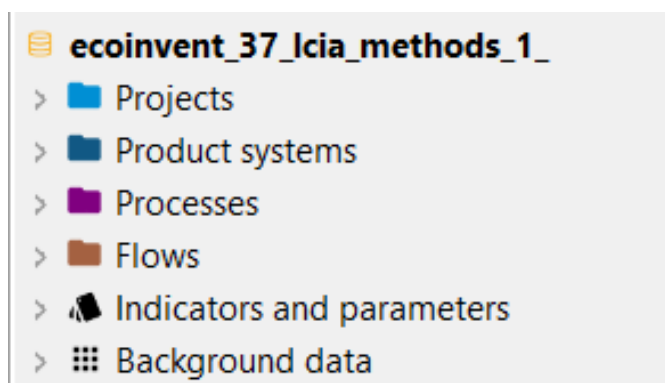 ecoinvent_37_lcia_methods_1_
Projects
Product systems
Processes
Flows
Indicators and parameters
Background data